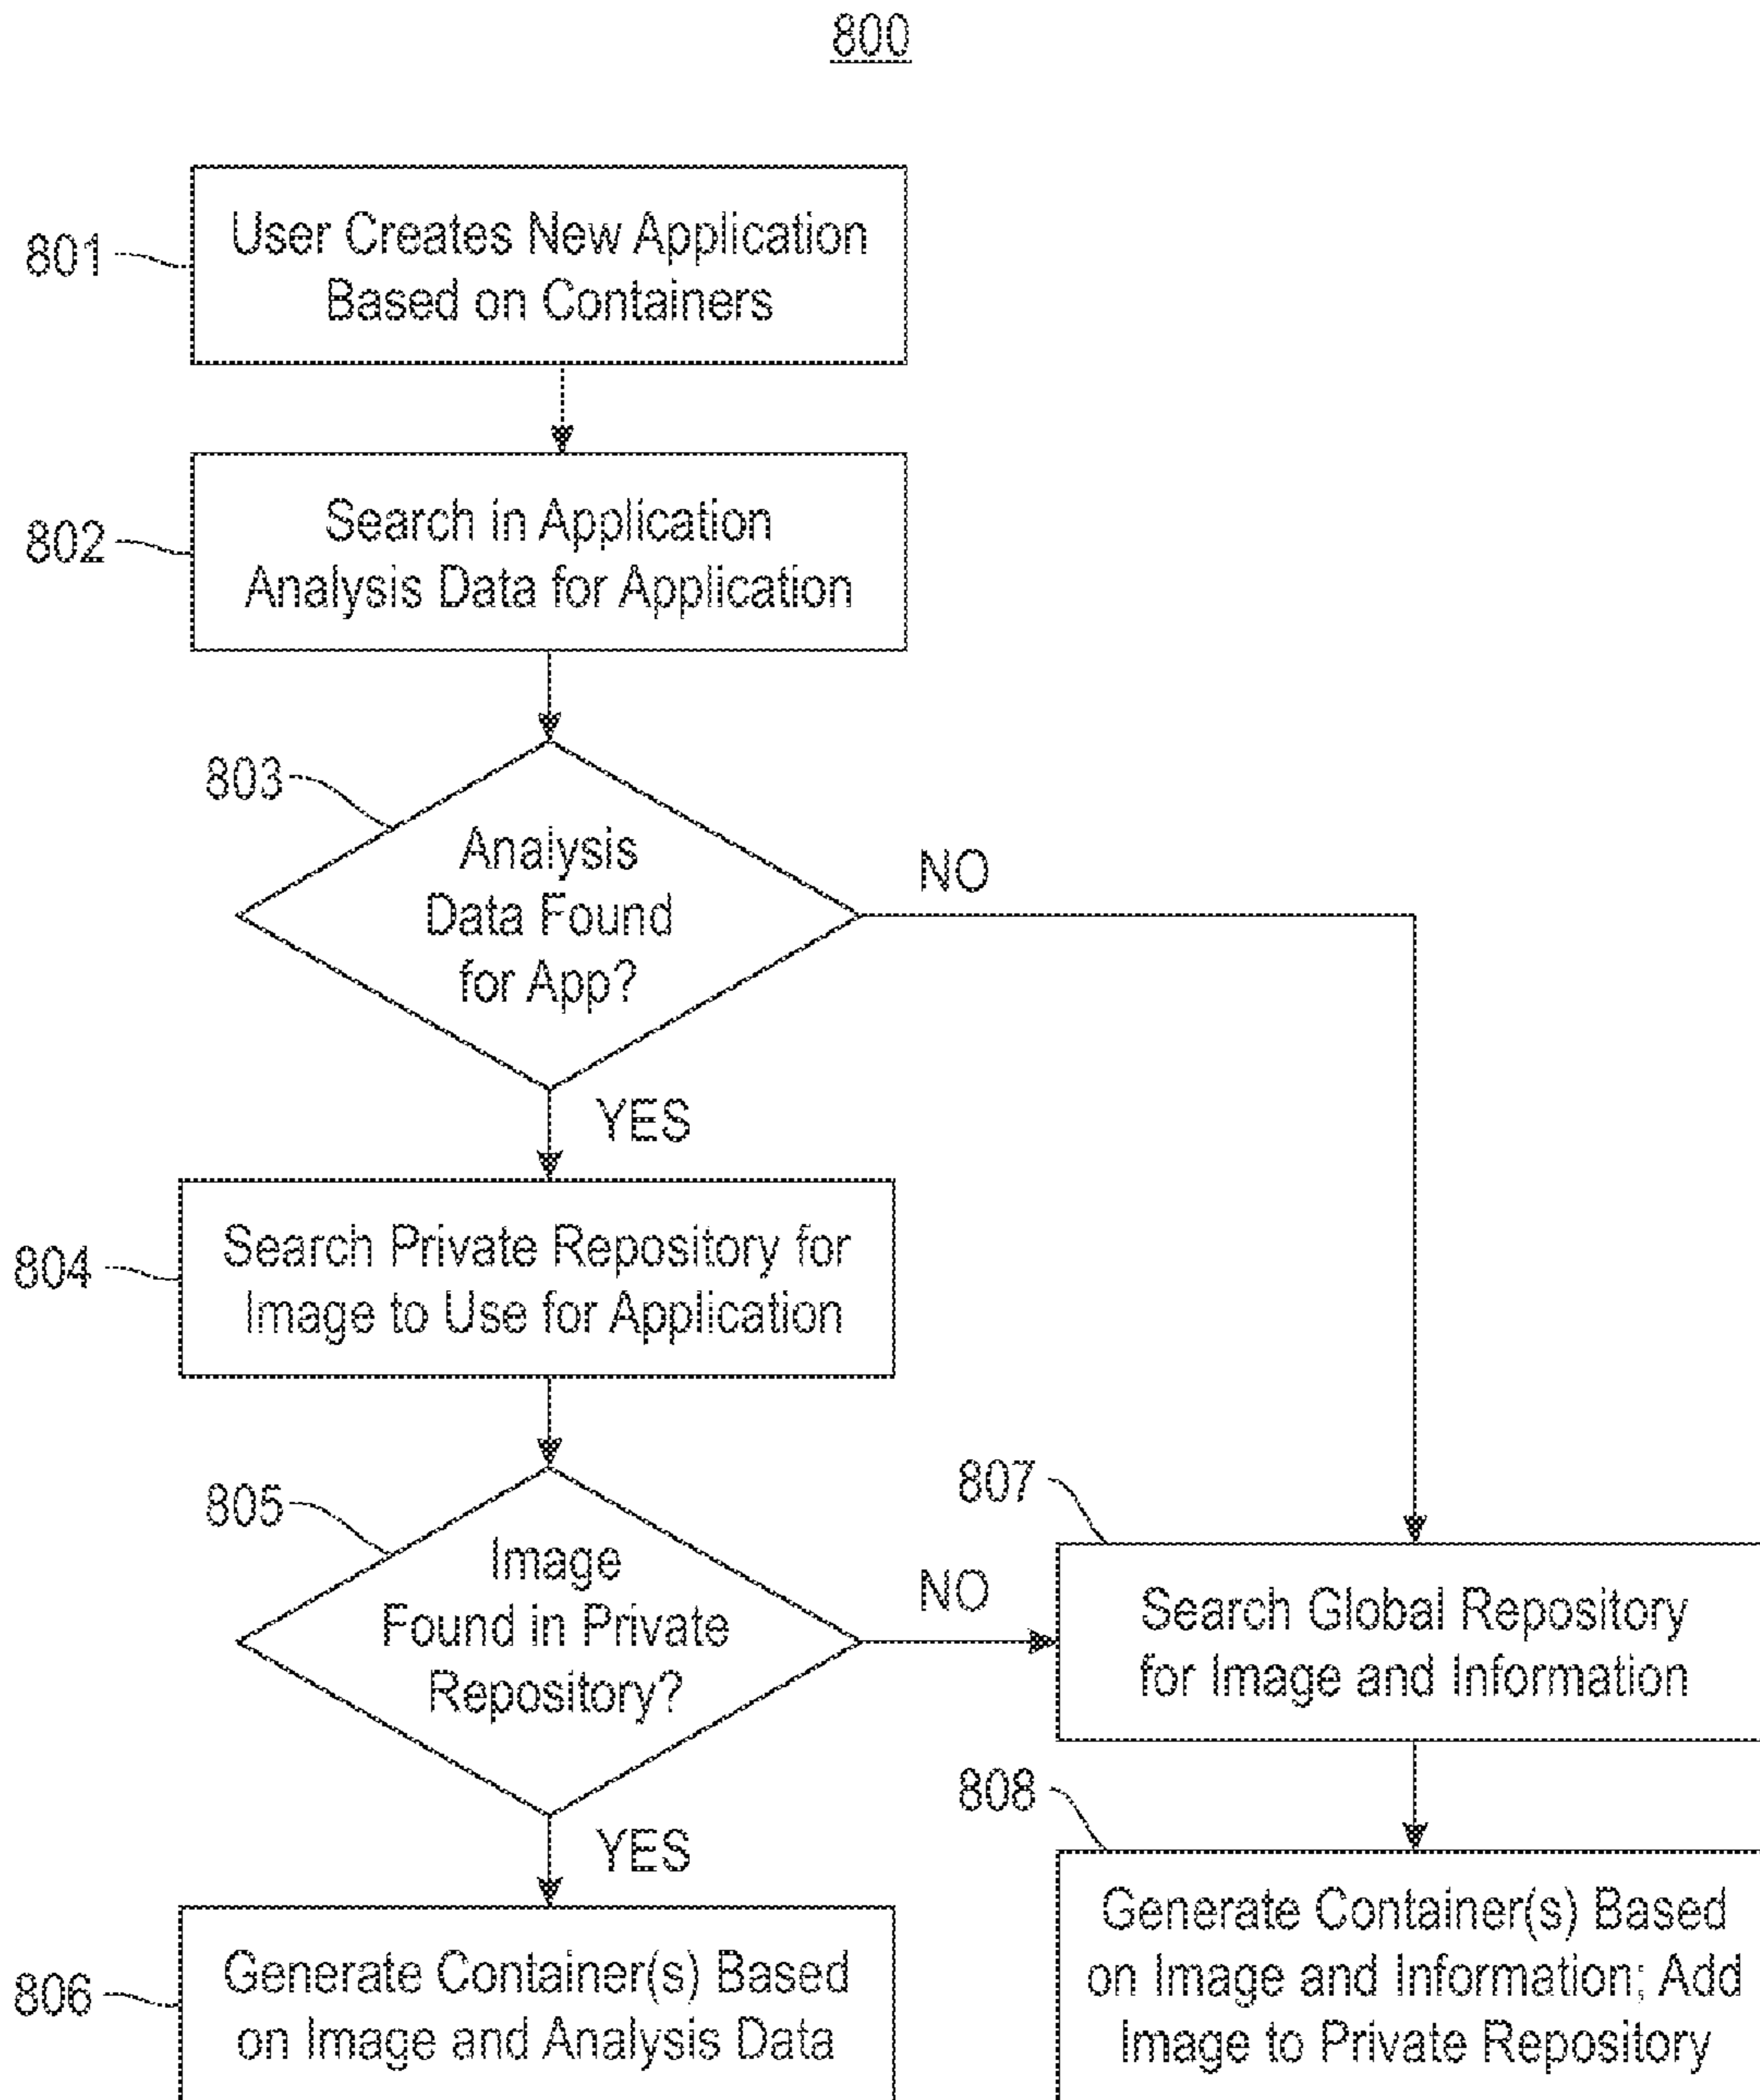 800
801
User Creates New Application
Based on Containers
802
Search in Application
Analysis Data for Application
803
Analysis
Data Found
for App?
NO
YES
804
Search Private Repository for
Image to Use for Application
805
Image
Found in Private
Repository?
NO
YES
807
Search Global Repository
for Image and Information
806
Generate Container(s) Based
on Image and Analysis Data
808
Generate Container(s) Based
on Image and Information; Add
Image to Private Repository